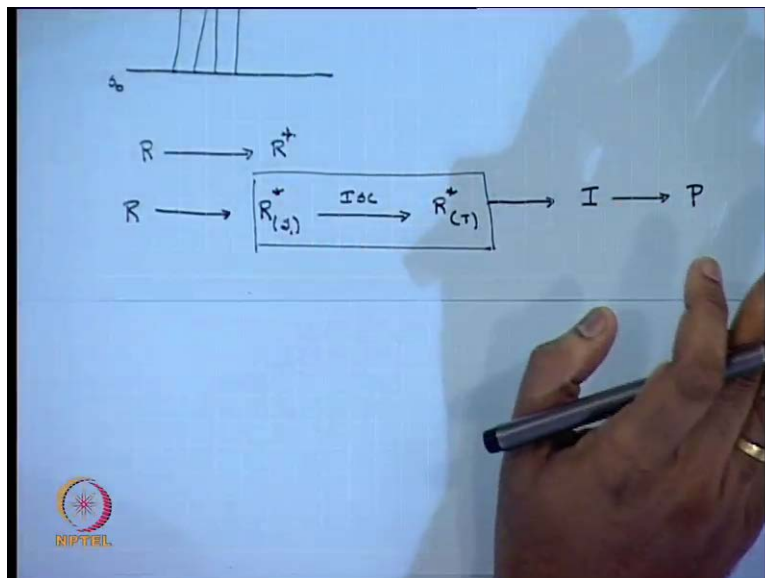 S₀
R ⟶ R*
R ⟶ R*(S₁) ISC⟶ R*(T) ⟶ I ⟶ P
NPTEL